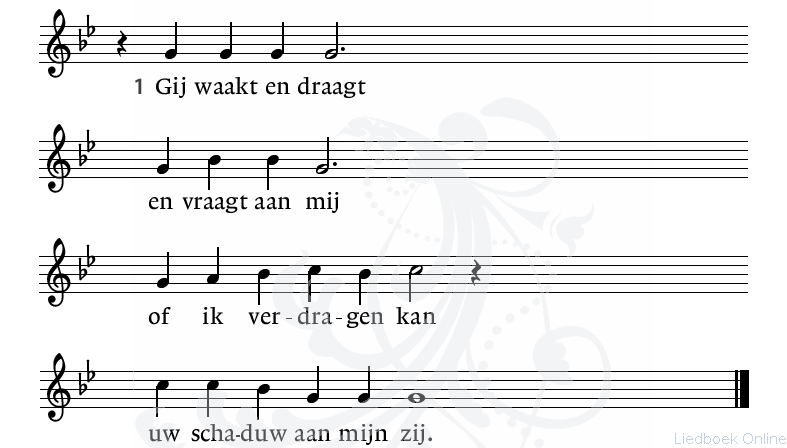 1 Gij waakt en draagt
en vraagt aan mij
of ik ver - dra - gen kan
uw scha-duw aan mijn zij.
Liedboek Online